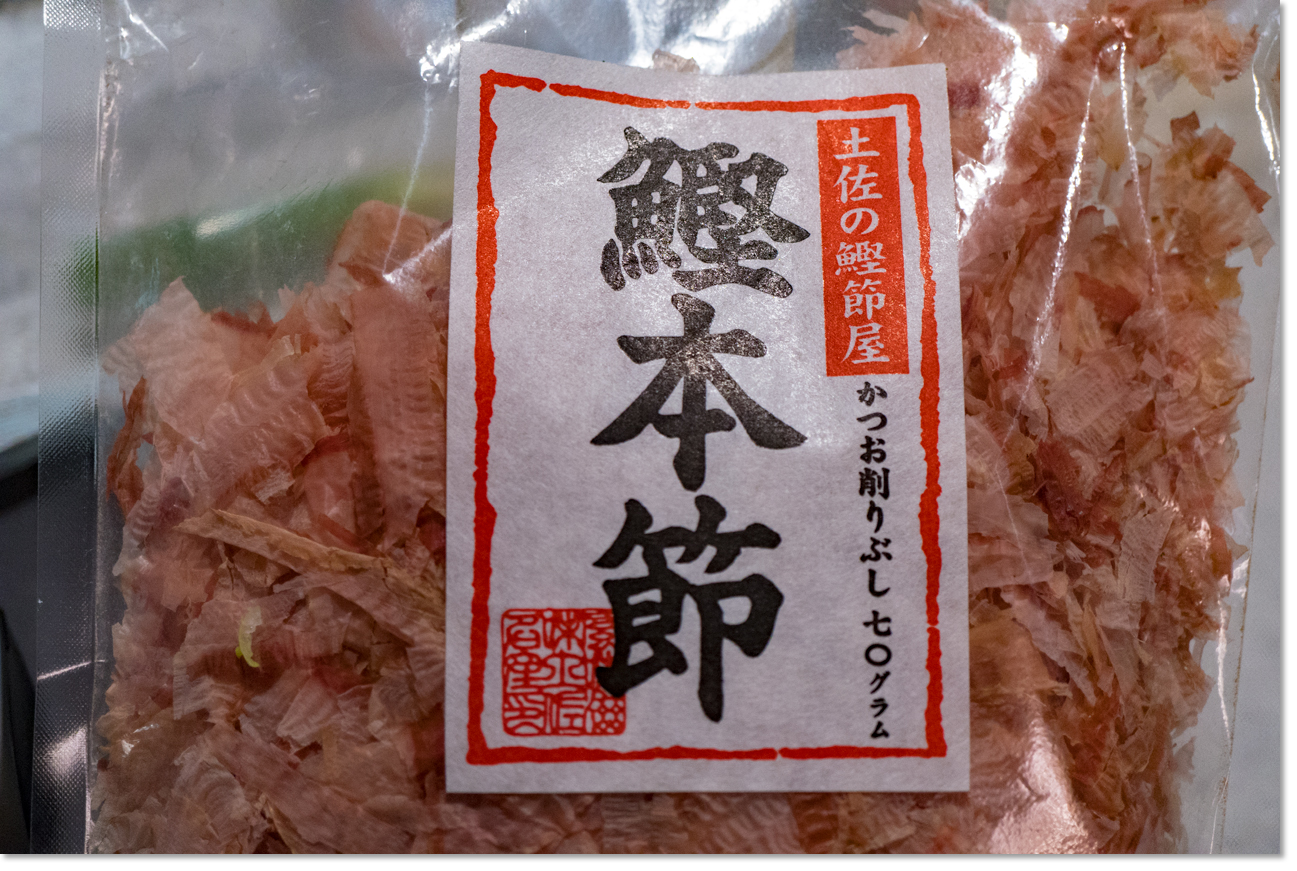 土佐の鰹節屋
かつお削りぶし 七〇グラム
鰹本節